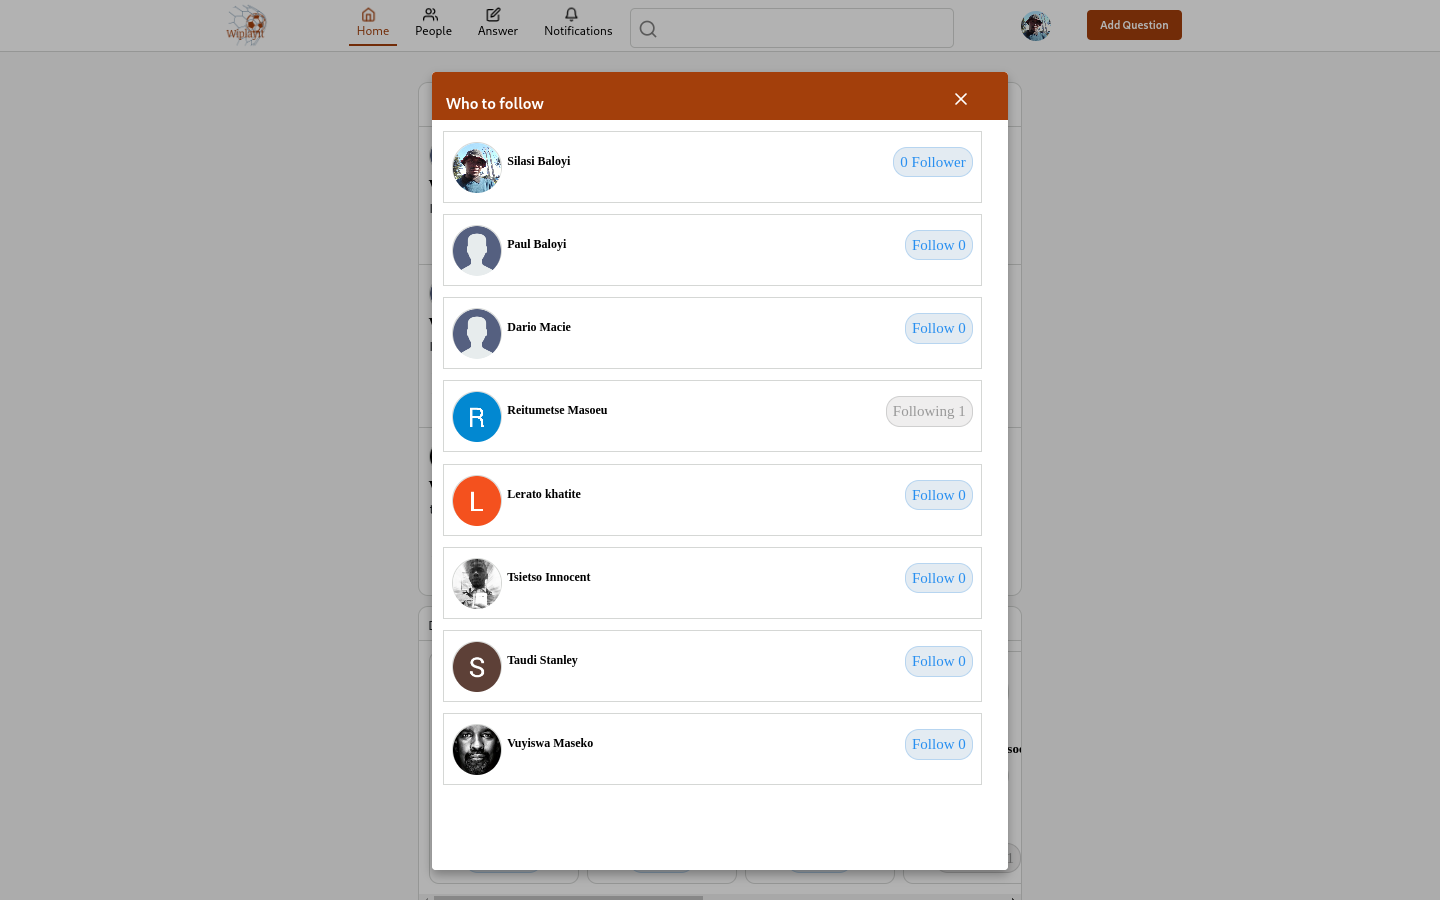 Wiplayit
Home
People
Answer
Notifications
Add Question
Who to follow
Silasi Baloyi
0 Follower
Paul Baloyi
Follow 0
Dario Macie
Follow 0
R
Reitumetse Masoeu
Following 1
L
Lerato khatite
Follow 0
Tsietso Innocent
Follow 0
S
Taudi Stanley
Follow 0
Vuyiswa Maseko
Follow 0